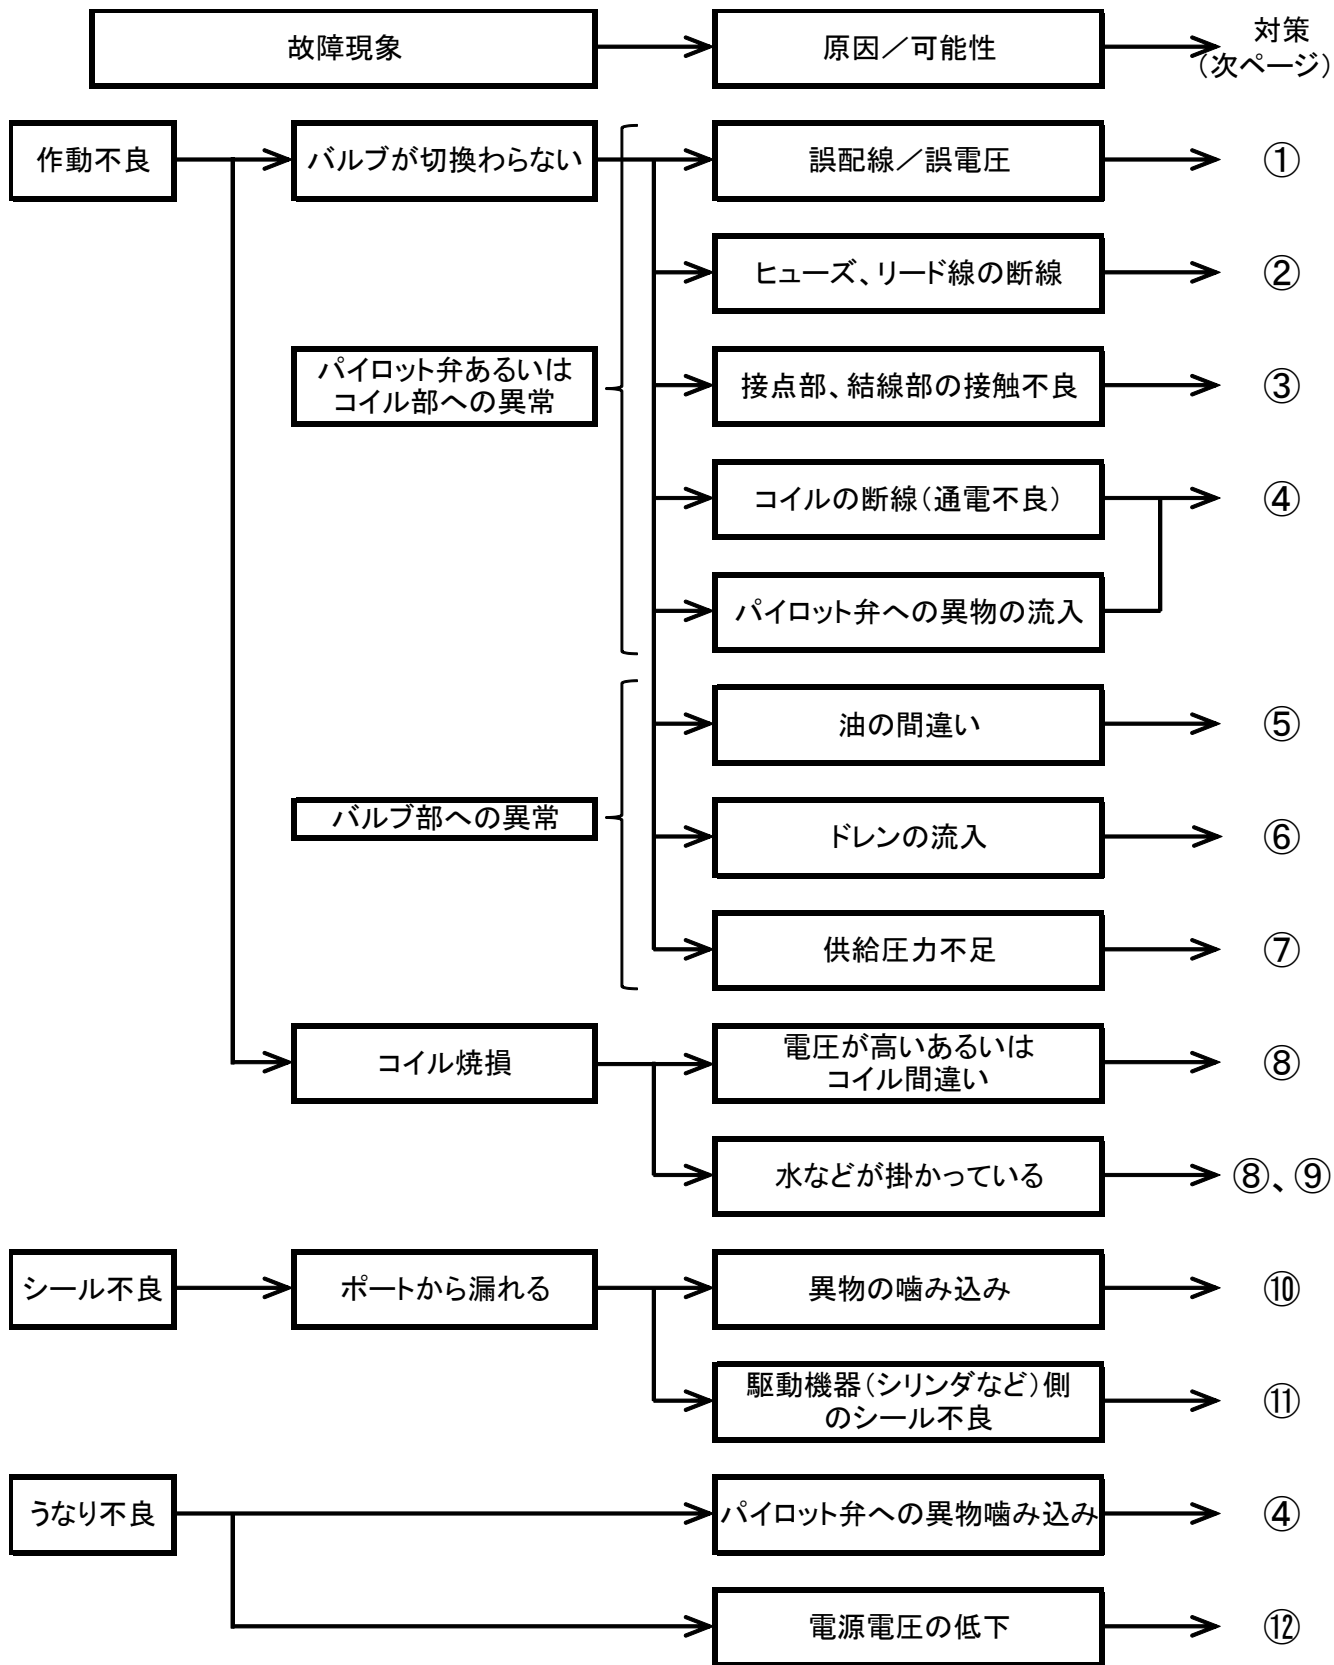 故障現象
原因／可能性
対策
(次ページ)
作動不良
バルブが切換わらない
誤配線／誤電圧
①
ヒューズ、リード線の断線
②
パイロット弁あるいは
コイル部への異常
接点部、結線部の接触不良
③
コイルの断線(通電不良)
④
パイロット弁への異物の流入
油の間違い
⑤
バルブ部への異常
ドレンの流入
⑥
供給圧力不足
⑦
コイル焼損
電圧が高いあるいは
コイル間違い
⑧
水などが掛かっている
⑧、⑨
シール不良
ポートから漏れる
異物の噛み込み
⑩
駆動機器(シリンダなど)側
のシール不良
⑪
うなり不良
パイロット弁への異物噛み込み
④
電源電圧の低下
⑫